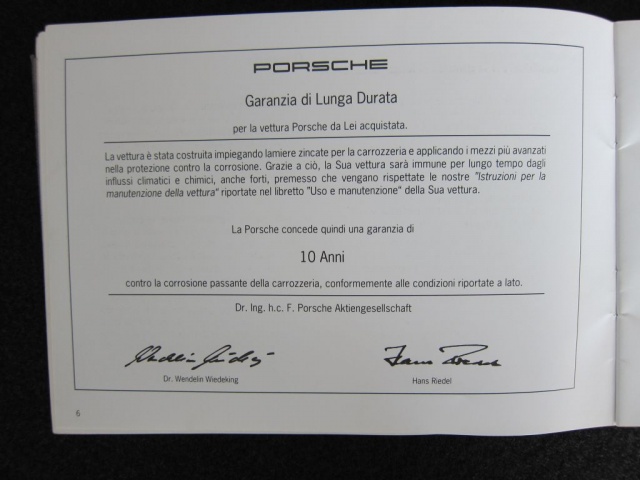 PORSCHE
Garanzia di Lunga Durata
per la vettura Porsche da Lei acquistata.
La vettura è stata costruita impiegando lamiere zincate per la carrozzeria e applicando i mezzi più avanzati
nella protezione contro la corrosione. Grazie a ciò, la Sua vettura sarà immune per lungo tempo dagli
influssi climatici e chimici, anche forti, premesso che vengano rispettate le nostre "Istruzioni per la
manutenzione della vettura" riportate nel libretto "Uso e manutenzione" della Sua vettura.
La Porsche concede quindi una garanzia di
10 Anni
contro la corrosione passante della carrozzeria, conformemente alle condizioni riportate a lato.
Dr. Ing. h.c. F. Porsche Aktiengesellschaft
Dr. Wendelin Wiedeking
Hans Riedel
6